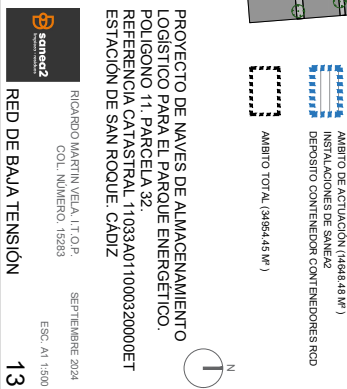 AMBITO DE ACTUACIÓN (14648.48 M²)
INSTALACIONES DE SANEA2
DEPOSITO CONTENEDOR CONTENEDORES RCD
AMBITO TOTAL (34954.45 M²)
N
PROYECTO DE NAVES DE ALMACENAMIENTO
LOGÍSTICO PARA EL PARQUE ENERGÉTICO.
POLIGONO 11. PARCELA 32.
REFERENCIA CATASTRAL 11033A011000320000ET
ESTACIÓN DE SAN ROQUE. CÁDIZ
sanea2
limpieza y residuos
RICARDO MARTIN VELA. I.T.O.P.
COL. NÚMERO. 15283
SEPTIEMBRE 2024
RED DE BAJA TENSIÓN
ESC. A1 1:500
13